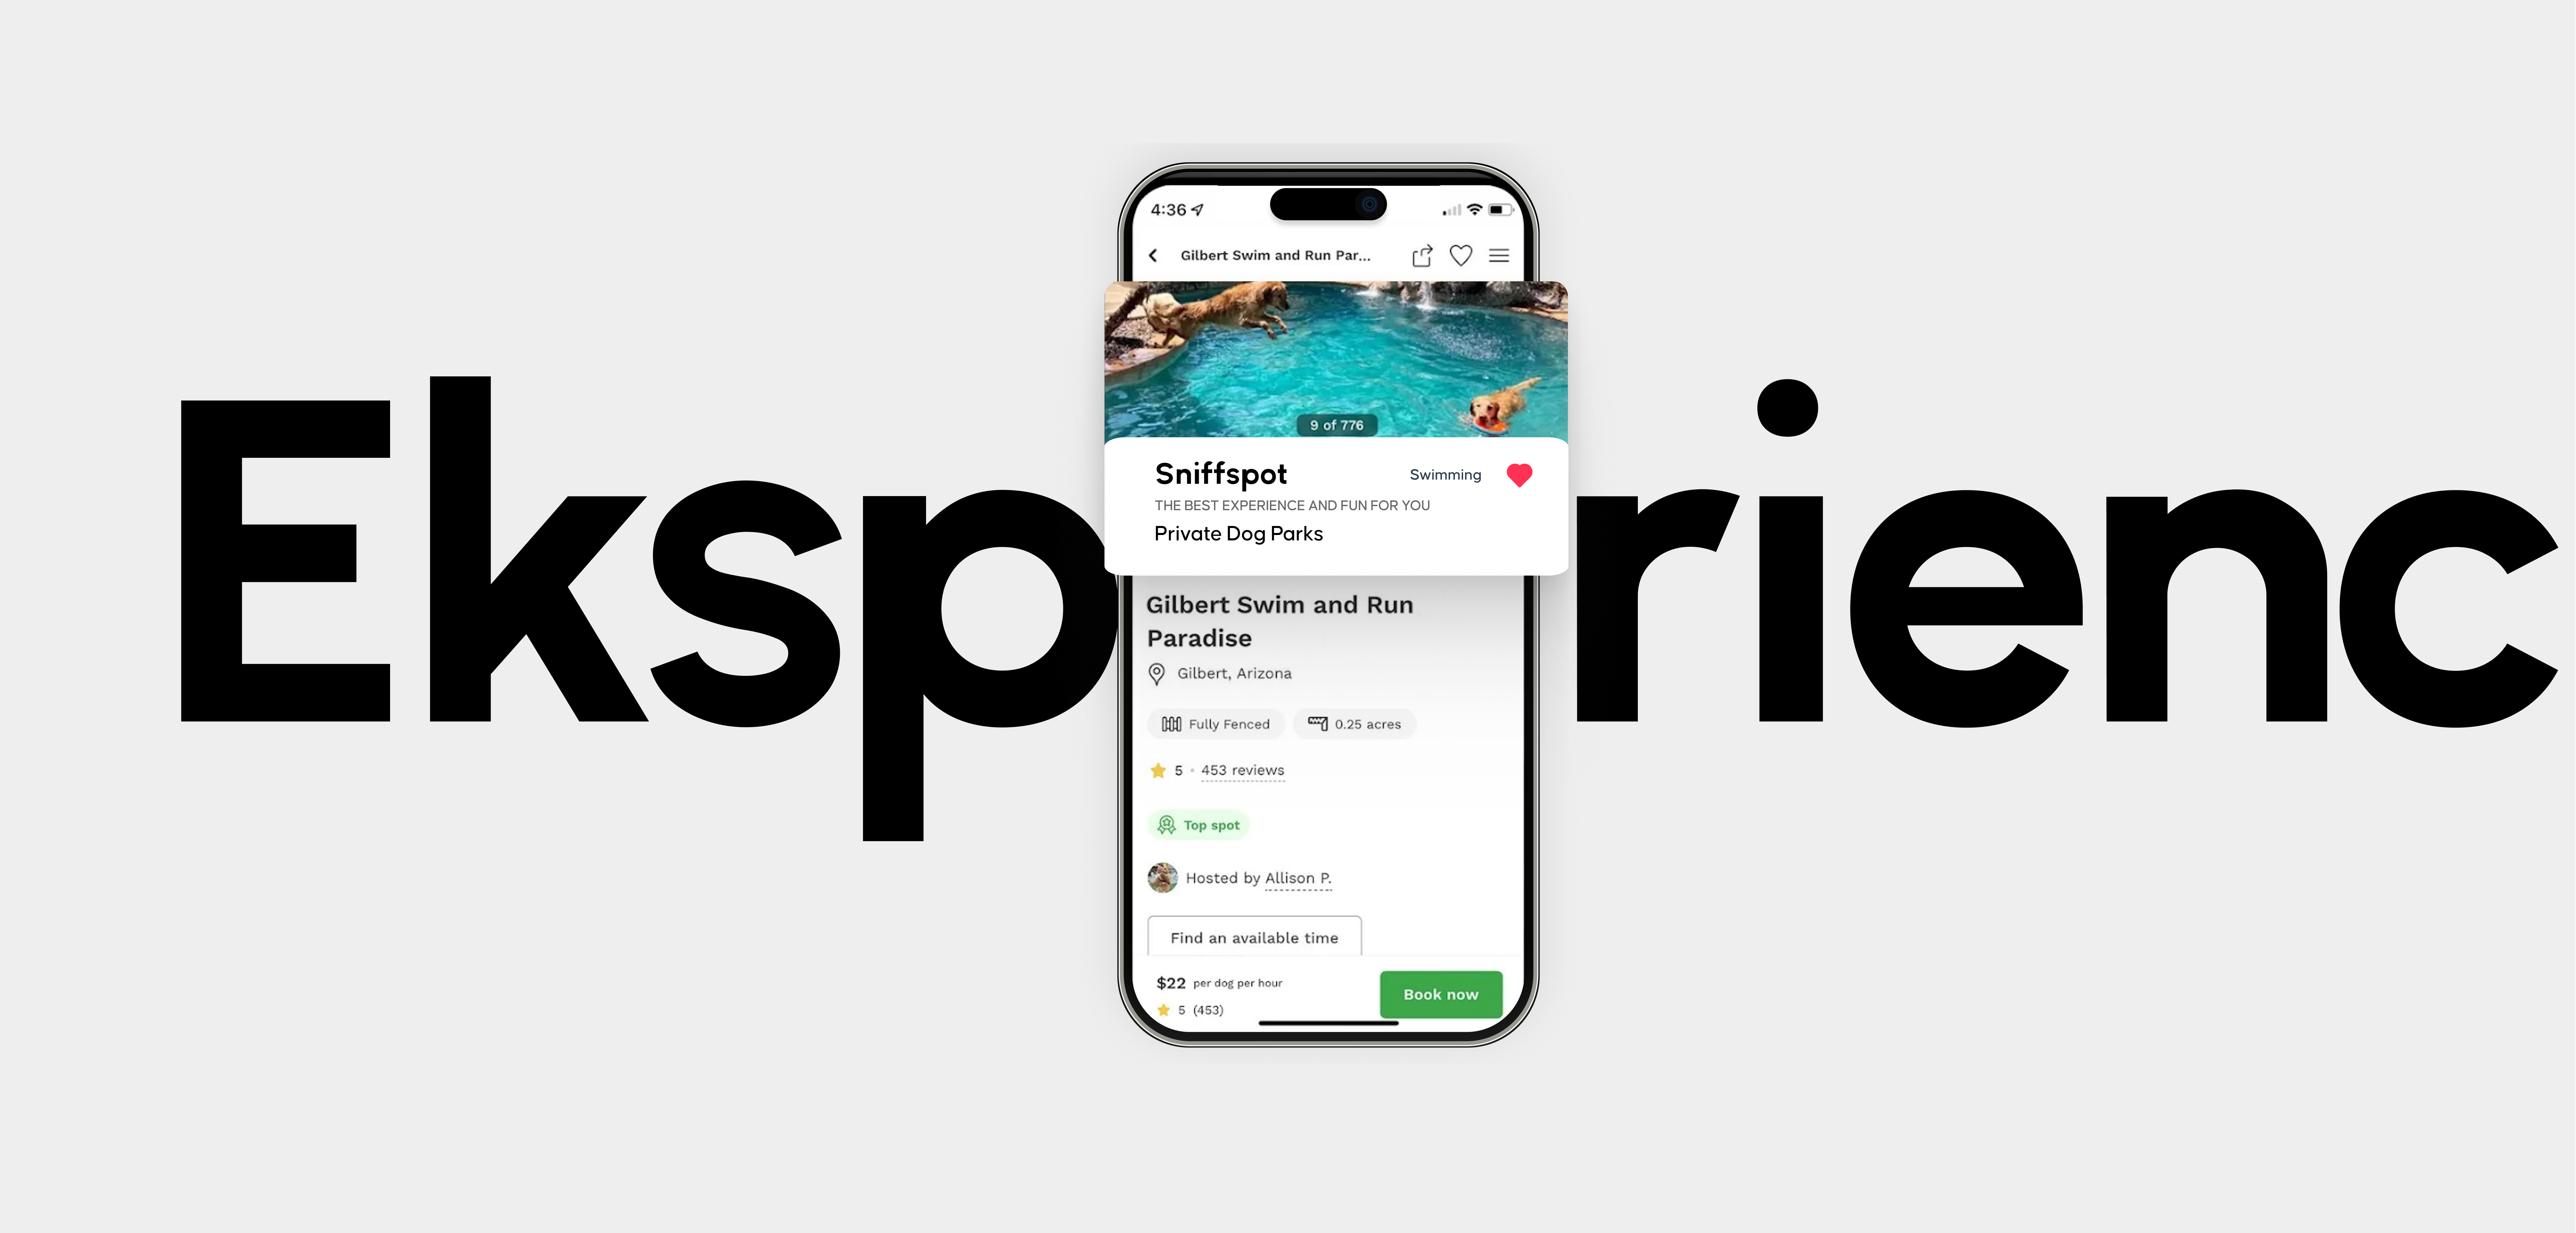 4:36
Gilbert Swim and Run Par...
9 of 776
Sniffspot
Swimming
THE BEST EXPERIENCE AND FUN FOR YOU
Private Dog Parks
Eksp rienc
Gilbert Swim and Run
Paradise
Gilbert, Arizona
Fully Fenced
0.25 acres
5 • 453 reviews
Top spot
Hosted by Allison P.
Find an available time
$22 per dog per hour
5 (453)
Book now